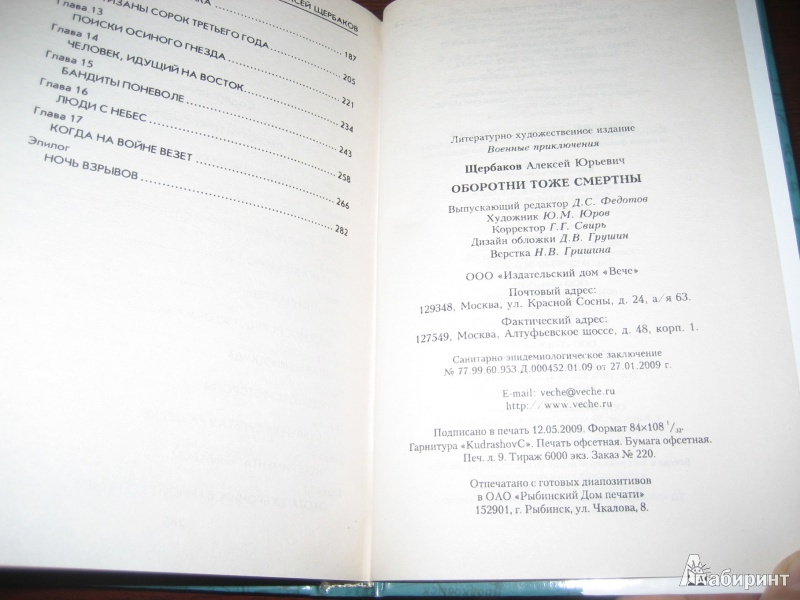 СЕЙ ЩЕРБАКОВ
Глава 13
ТИЗАНЫ СОРОК ТРЕТЬЕГО ГОДА
187
Глава 14
ПОИСКИ ОСИНОГО ГНЕЗДА
205
Глава 15
ЧЕЛОВЕК, ИДУЩИЙ НА ВОСТОК
221
Глава 16
БАНДИТЫ ПОНЕВОЛЕ
234
Глава 17
ЛЮДИ С НЕБЕС
243
КОГДА НА ВОЙНЕ ВЕЗЕТ
258
Эпилог
НОЧЬ ВЗРЫВОВ
266
282
Литературно-художественное издание
Военные приключения
Щербаков Алексей Юрьевич
ОБОРОТНИ ТОЖЕ СМЕРТНЫ
Выпускающий редактор Д.С. Федотов
Художник Ю.М. Юров
Корректор Г.Г. Свирь
Дизайн обложки Д.В. Грушин
Верстка Н.В. Гришина
ООО «Издательский дом «Вече»
Почтовый адрес:
129348, Москва, ул. Красной Сосны, д. 24, а/я 63.
Фактический адрес:
127549, Москва, Алтуфьевское шоссе, д. 48, корп. 1.
Санитарно-эпидемиологическое заключение
№ 77.99.60.953.Д.000452.01.09 от 27.01.2009 г.
E-mail: veche@veche.ru
http://www.veche.ru
Подписано в печать 12.05.2009. Формат 84×108 1/32.
Гарнитура «KudrashovC». Печать офсетная. Бумага офсетная.
Печ. л. 9. Тираж 6000 экз. Заказ № 220.
Отпечатано с готовых диапозитивов
в ОАО «Рыбинский Дом печати»
152901, г. Рыбинск, ул. Чкалова, 8.
Лабиринт